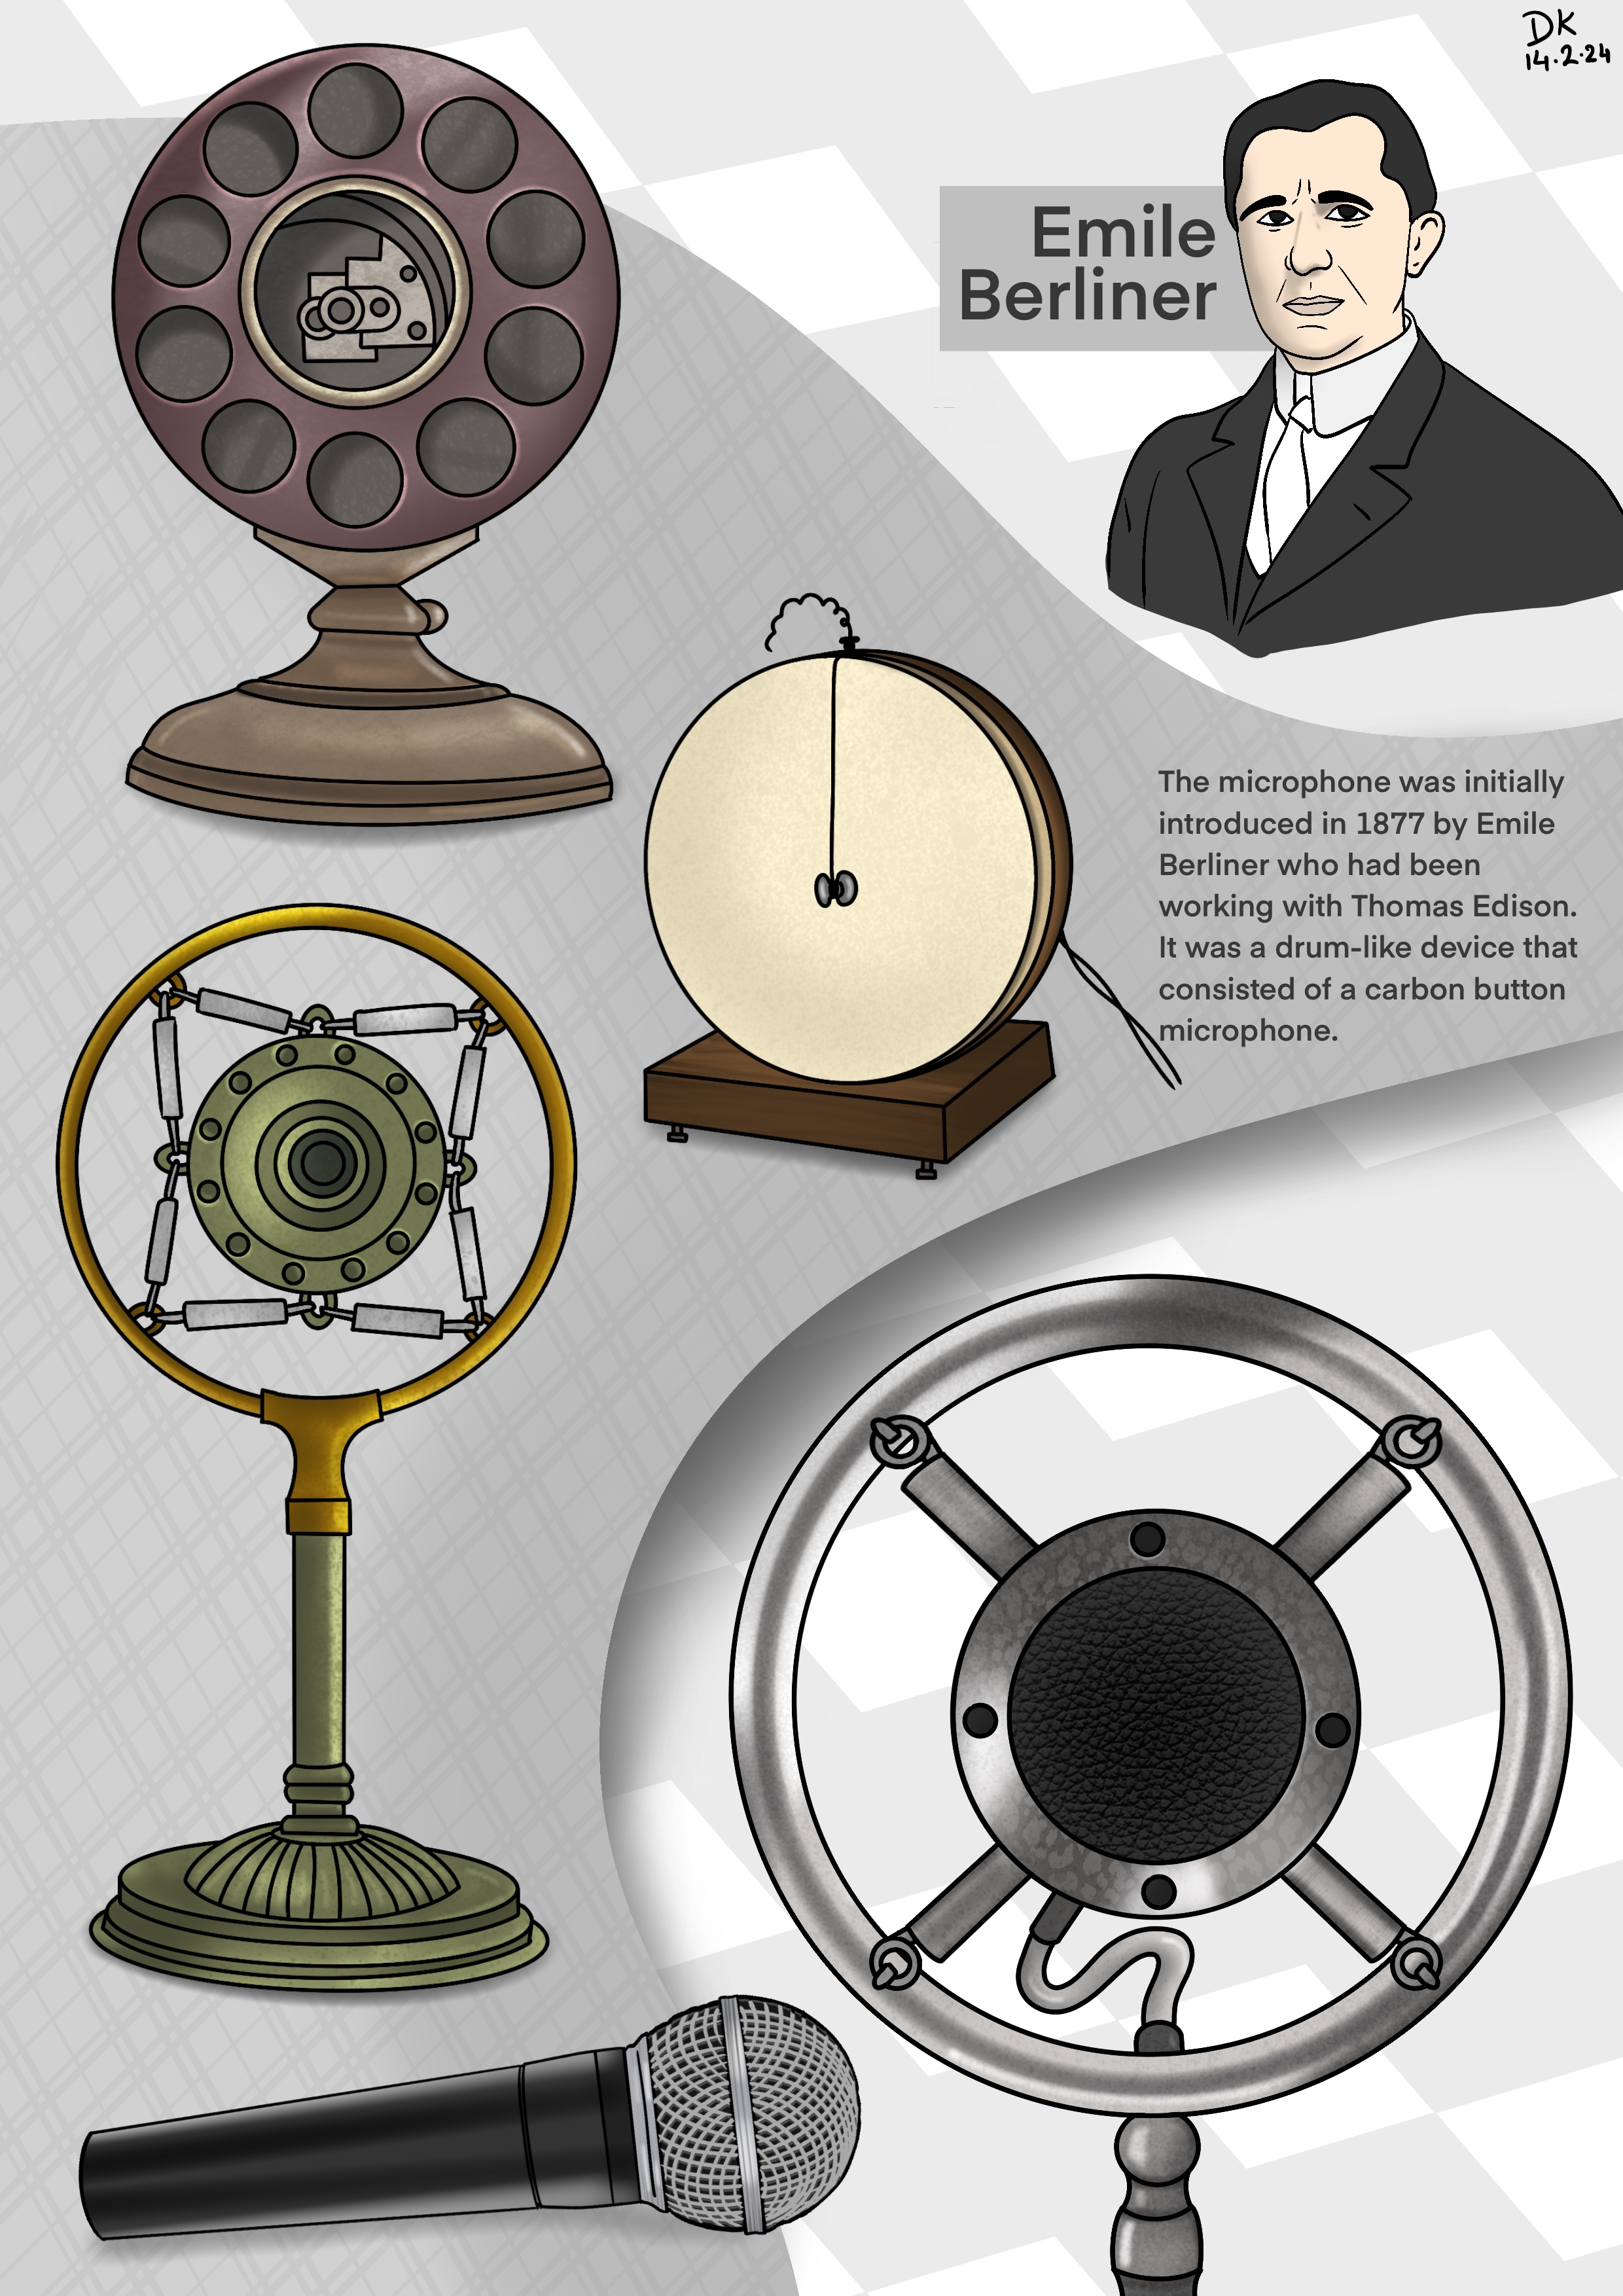 DK
14.2.24
Emile
Berliner
The microphone was initially
introduced in 1877 by Emile
Berliner who had been
working with Thomas Edison.
It was a drum-like device that
consisted of a carbon button
microphone.